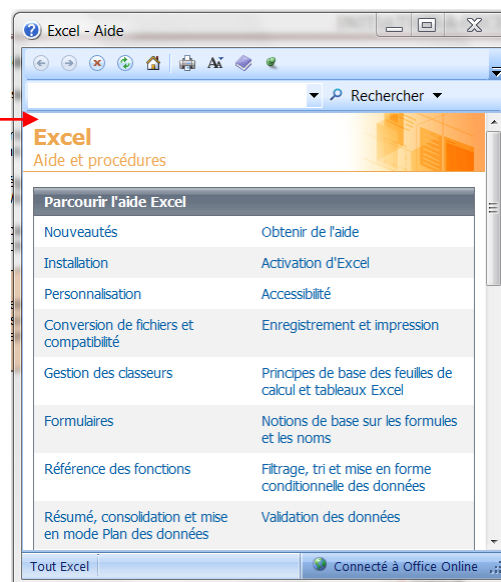 Excel - Aide
Rechercher
Excel
Aide et procédures
Parcourir l'aide Excel
Nouveautés
Obtenir de l'aide
Installation
Activation d'Excel
Personnalisation
Accessibilité
Conversion de fichiers et
compatibilité
Enregistrement et impression
Gestion des classeurs
Principes de base des feuilles de
calcul et tableaux Excel
Formulaires
Notions de base sur les formules
et les noms
Référence des fonctions
Filtrage, tri et mise en forme
conditionnelle des données
Résumé, consolidation et mise
en mode Plan des données
Validation des données
Tout Excel
Connecté à Office Online